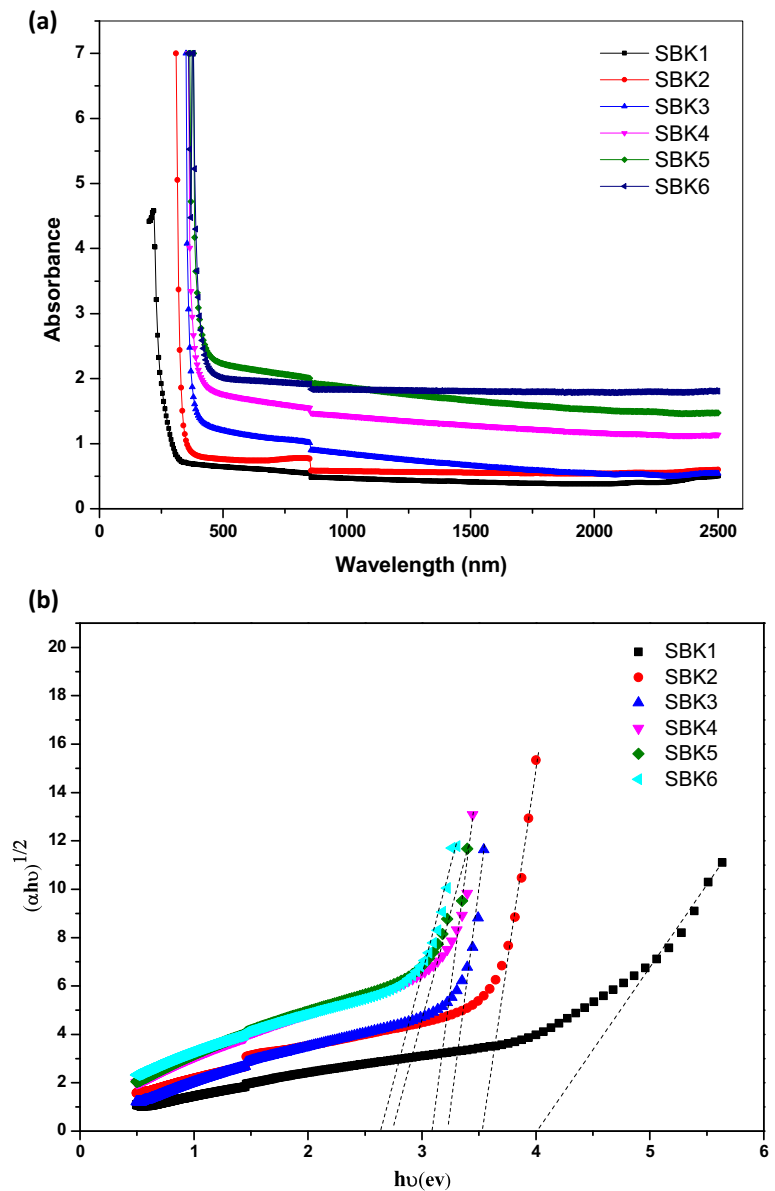 (a)
7
6
5
4
3
2
1
0
Absorbance
SBK1
SBK2
SBK3
SBK4
SBK5
SBK6
0 500 1000 1500 2000 2500
Wavelength (nm)
(b)
20
18
16
14
12
10
8
6
4
2
0
(αhυ)^1/2
SBK1
SBK2
SBK3
SBK4
SBK5
SBK6
0 1 2 3 4 5 6
hυ(ev)